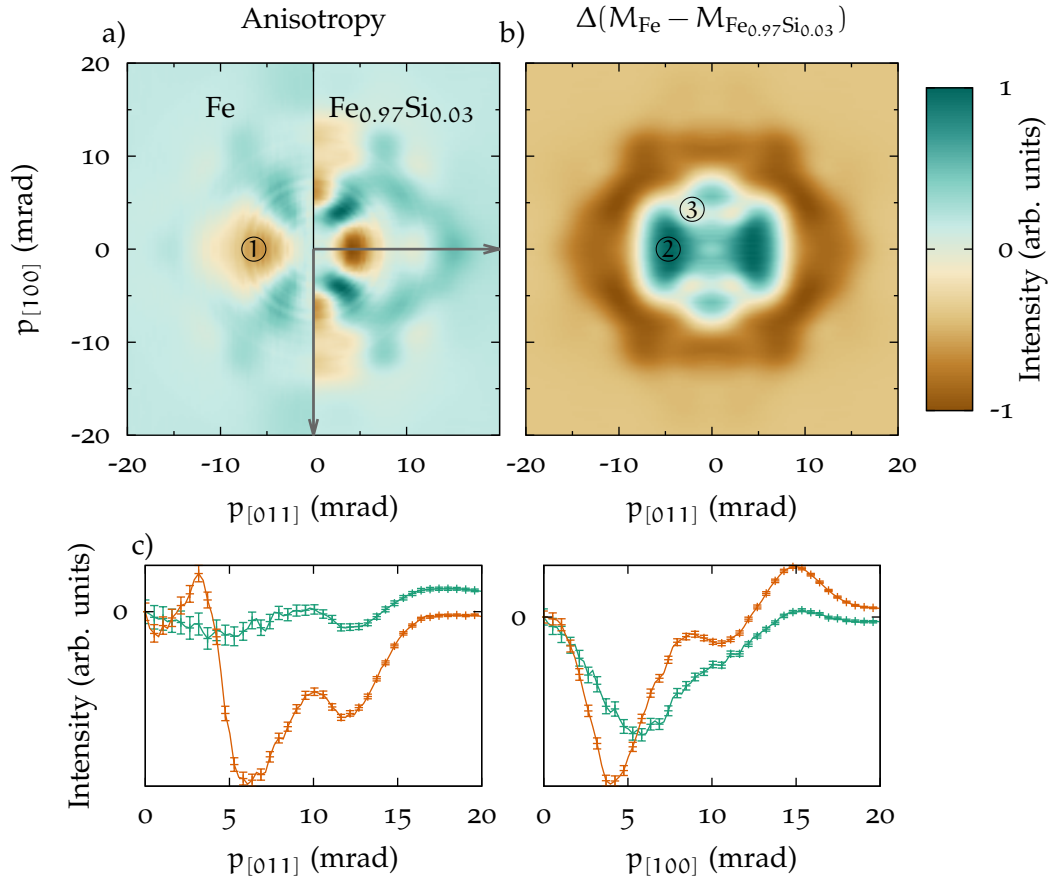 Anisotropy
Δ(M_Fe − M_Fe₀.₉₇Si₀.₀₃)
a)
b)
20
10
0
-10
-20
p[100] (mrad)
Fe
Fe₀.₉₇Si₀.₀₃
1
-20
-10
0
10
p[011] (mrad)
2
3
-20
-10
0
10
20
p[011] (mrad)
1
0
-1
Intensity (arb. units)
c)
Intensity (arb. units)
0
0
5
10
15
20
p[011] (mrad)
0
0
5
10
15
20
p[100] (mrad)